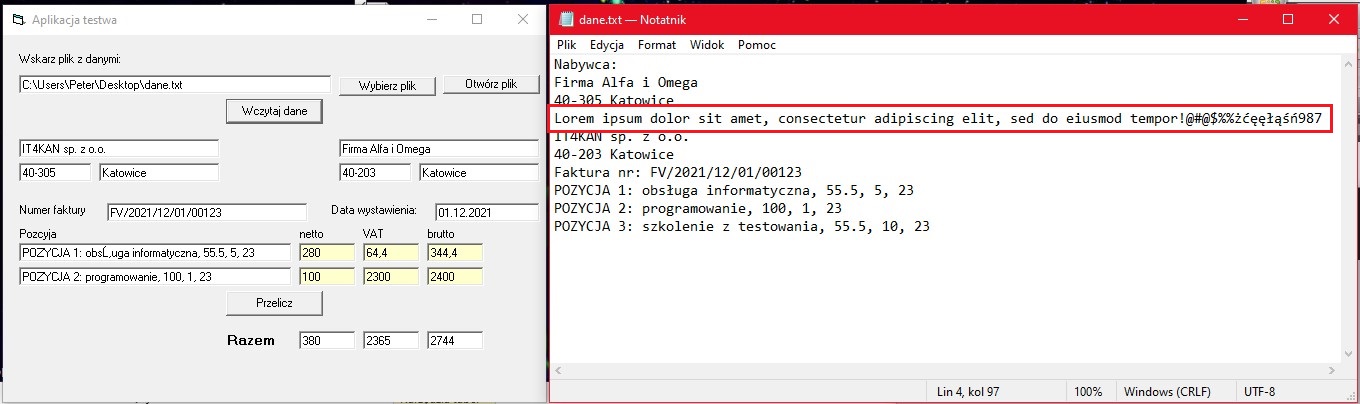 Aplikacja testwa
Wskarz plik z danymi:
C:\Users\Peter\Desktop\dane.txt
Wybierz plik
Otwórz plik
Wczytaj dane
IT4KAN sp. z o.o.
Firma Alfa i Omega
40-305
Katowice
40-203
Katowice
Numer faktury
FV/2021/12/01/00123
Data wystawienia:
01.12.2021
Pozcyja
netto
VAT
brutto
POZYCJA 1: obsĹ‚uga informatyczna, 55.5, 5, 23
280
64,4
344,4
POZYCJA 2: programowanie, 100, 1, 23
100
2300
2400
Przelicz
Razem
380
2365
2744
dane.txt — Notatnik
Plik Edycja Format Widok Pomoc
Nabywca:
Firma Alfa i Omega
40-305 Katowice
Lorem ipsum dolor sit amet, consectetur adipiscing elit, sed do eiusmod tempor!@#@$%%żćęęłąśń987
IT4KAN sp. z o.o.
40-203 Katowice
Faktura nr: FV/2021/12/01/00123
POZYCJA 1: obsługa informatyczna, 55.5, 5, 23
POZYCJA 2: programowanie, 100, 1, 23
POZYCJA 3: szkolenie z testowania, 55.5, 10, 23
Lin 4, kol 97
100%
Windows (CRLF)
UTF-8